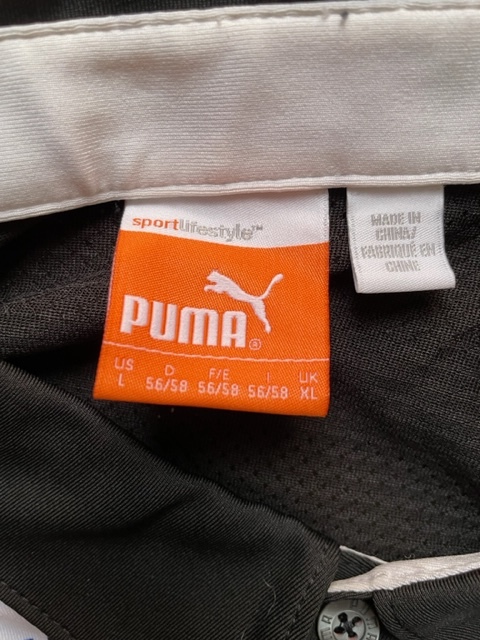 sportlifestyle™
PUMA®
US D F/E I UK
L 56/58 56/58 56/58 XL
MADE IN
CHINA/
FABRIQUÉ EN
CHINE